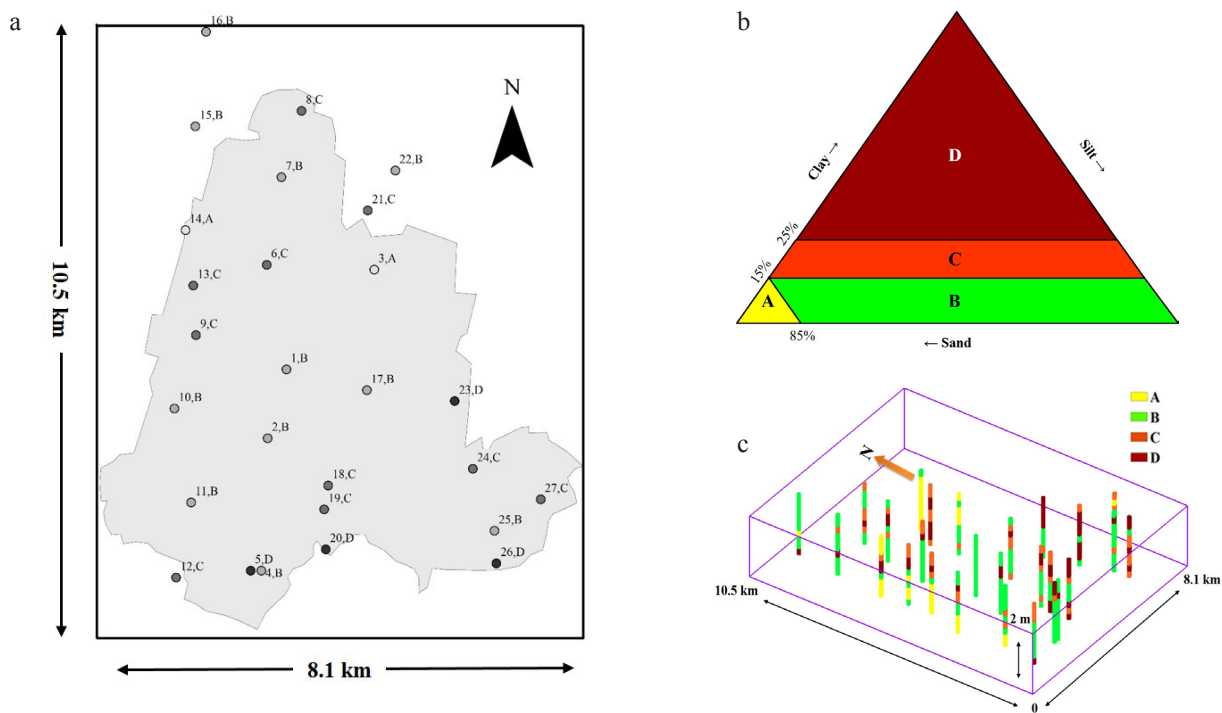 a
16,B
8,C
15,B
N
22,B
7,B
21,C
14,A
6,C
3,A
13,C
9,C
1,B
17,B
10,B
23,D
2,B
24,C
18,C
27,C
11,B
19,C
25,B
20,D
26,D
5,D
4,B
12,C
10.5 km
8.1 km
b
Clay →
Silt →
D
25%
15%
C
A
B
85%
← Sand
c
A
B
C
D
N
10.5 km
8.1 km
2 m
0